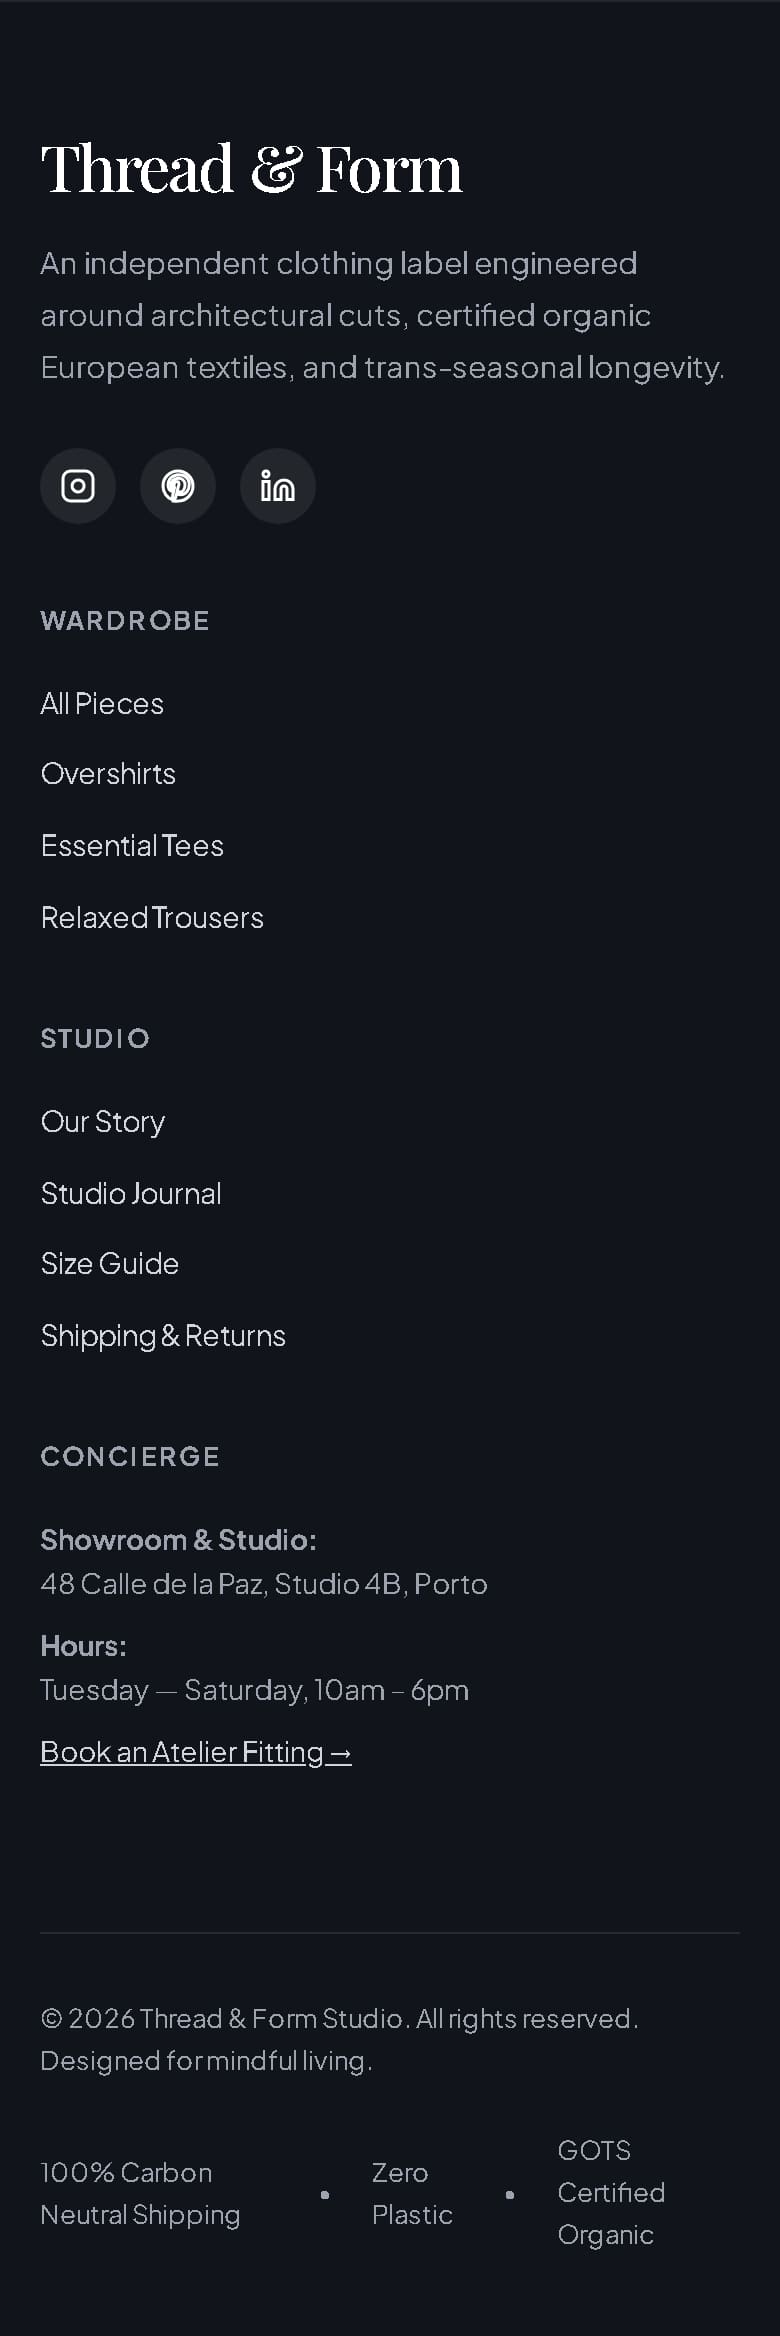 Thread & Form
An independent clothing label engineered
around architectural cuts, certified organic
European textiles, and trans-seasonal longevity.
WARDROBE
All Pieces
Overshirts
Essential Tees
Relaxed Trousers
STUDIO
Our Story
Studio Journal
Size Guide
Shipping & Returns
CONCIERGE
Showroom & Studio:
48 Calle de la Paz, Studio 4B, Porto
Hours:
Tuesday — Saturday, 10am – 6pm
Book an Atelier Fitting →
© 2026 Thread & Form Studio. All rights reserved.
Designed for mindful living.
100% Carbon
Neutral Shipping
•
Zero
Plastic
•
GOTS
Certified
Organic